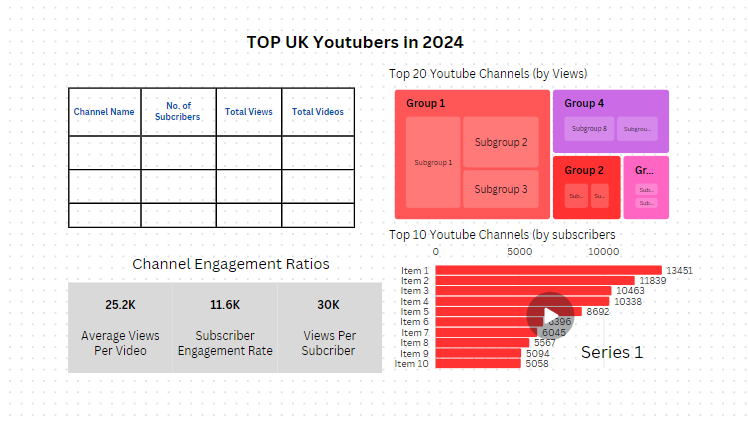 TOP UK Youtubers in 2024
Channel Name
No. of
Subcribers
Total Views
Total Videos
Top 20 Youtube Channels (by Views)
Group 1
Subgroup 1
Subgroup 2
Subgroup 3
Group 4
Subgroup 8
Subgrou...
Group 2
Sub...
Su...
Gr...
Sub...
Sub...
Channel Engagement Ratios
25.2K
Average Views
Per Video
11.6K
Subscriber
Engagement Rate
30K
Views Per
Subcriber
Top 10 Youtube Channels (by subscribers
0 5000 10000
Item 1 13451
Item 2 11839
Item 3 10463
Item 4 10338
Item 5 8692
Item 6 6396
Item 7 6045
Item 8 5567
Item 9 5094
Item 10 5058
Series 1